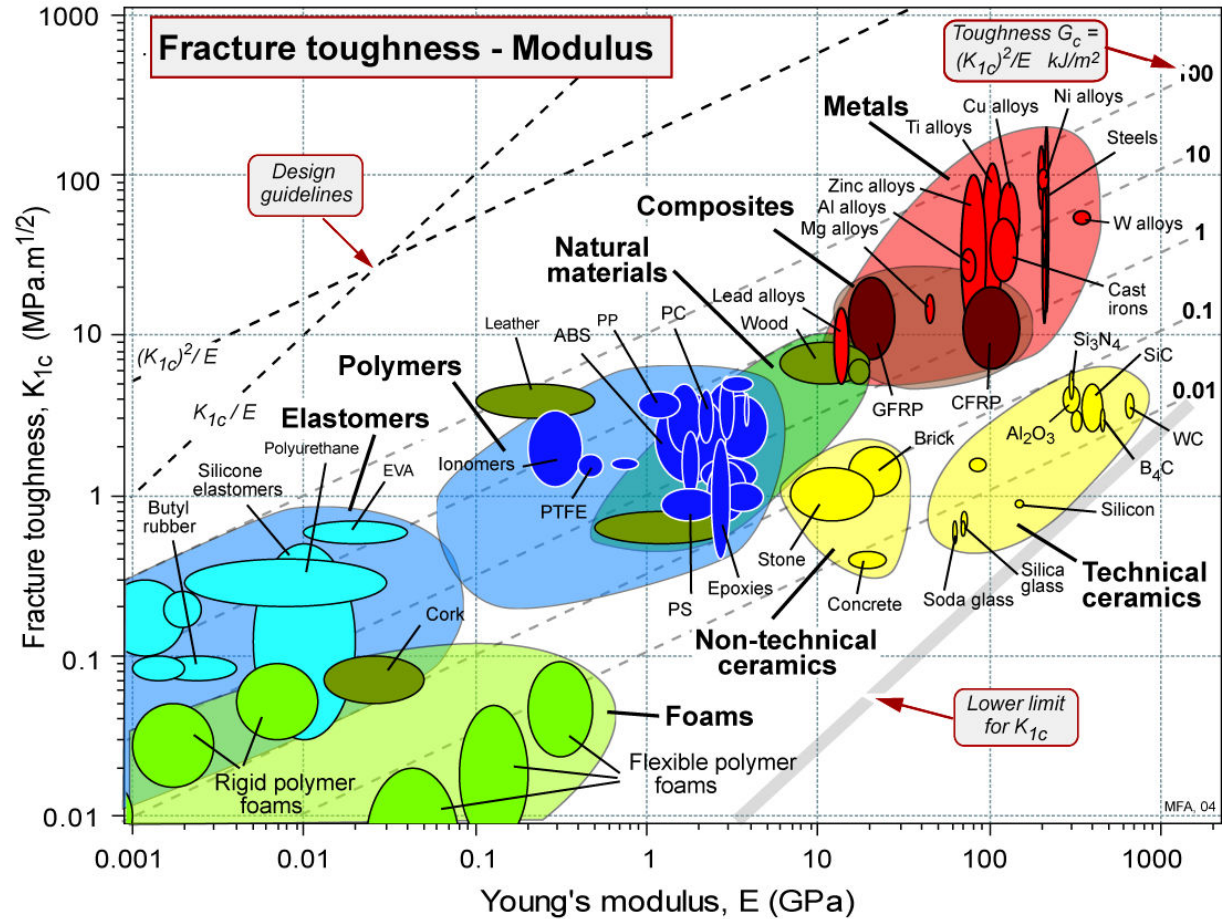 Fracture toughness - Modulus
Toughness G_c =
(K_1c)^2/E kJ/m²
Design
guidelines
(K_1c)^2/E
K_1c/E
1000
100
10
1
0.1
0.01
Fracture toughness, K_1c (MPa.m^1/2)
100
10
1
0.1
0.01
Metals
Ti alloys
Cu alloys
Ni alloys
Steels
Zinc alloys
Al alloys
Mg alloys
W alloys
Cast
irons
Composites
GFRP
CFRP
Natural
materials
Lead alloys
Wood
Leather
ABS
PP
PC
Polymers
Ionomers
PTFE
PS
Epoxies
Elastomers
Polyurethane
Silicone
elastomers
EVA
Butyl
rubber
Cork
Si₃N₄
SiC
Al₂O₃
WC
B₄C
Silicon
Silica
glass
Soda glass
Technical
ceramics
Brick
Stone
Concrete
Non-technical
ceramics
Foams
Rigid polymer
foams
Flexible polymer
foams
Lower limit
for K_1c
MFA, 04
0.001
0.01
0.1
1
10
100
1000
Young's modulus, E (GPa)